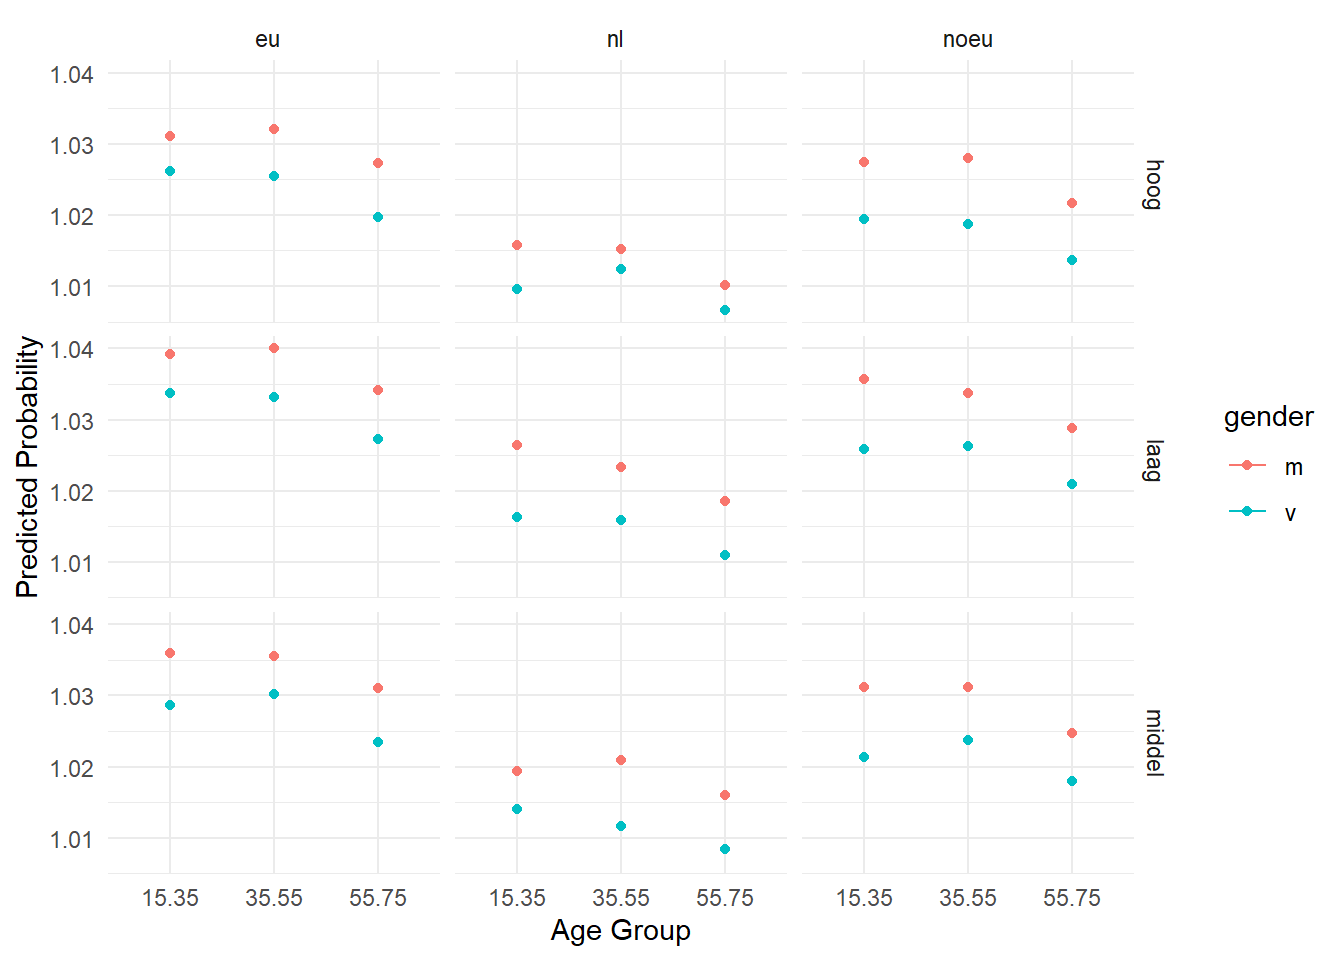 eu nl noeu
1.04
1.03
1.02
1.01
hoog
1.04
1.03
1.02
1.01
laag
1.04
1.03
1.02
1.01
middel
15.35 35.55 55.75 15.35 35.55 55.75 15.35 35.55 55.75
Age Group
Predicted Probability
gender
m
v